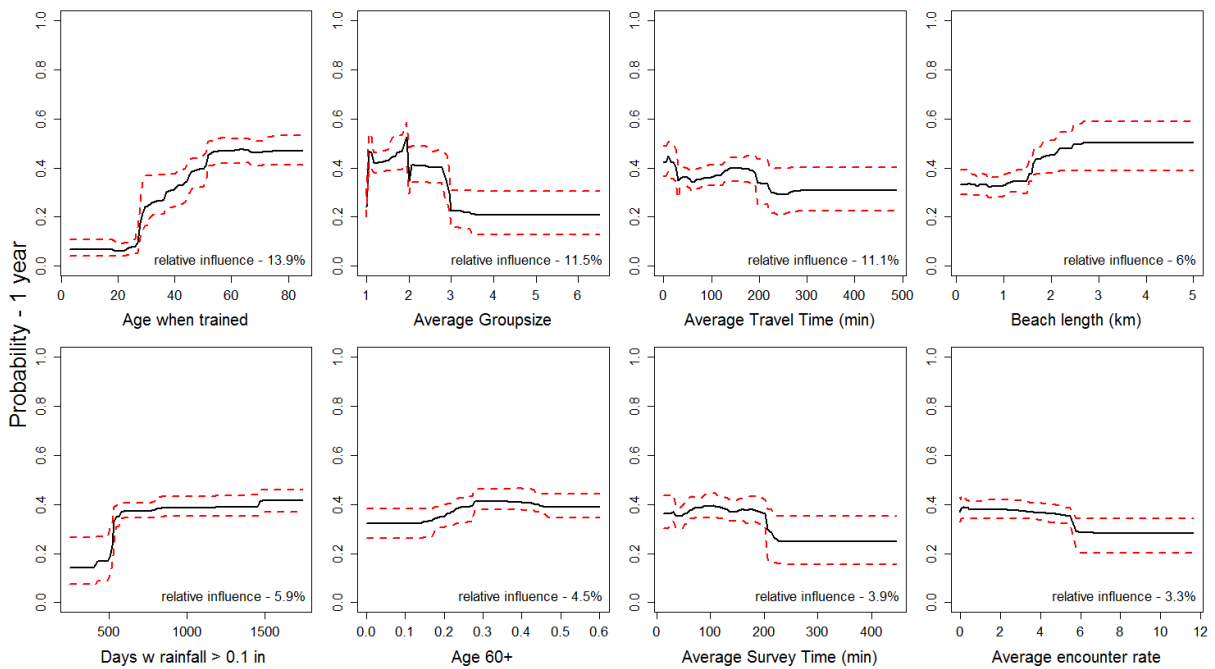 Probability - 1 year
1.0
0.8
0.6
0.4
0.2
0.0
relative influence - 13.9%
0 20 40 60 80
Age when trained
1.0
0.8
0.6
0.4
0.2
0.0
relative influence - 11.5%
1 2 3 4 5 6
Average Groupsize
1.0
0.8
0.6
0.4
0.2
0.0
relative influence - 11.1%
0 100 200 300 400 500
Average Travel Time (min)
1.0
0.8
0.6
0.4
0.2
0.0
relative influence - 6%
0 1 2 3 4 5
Beach length (km)
1.0
0.8
0.6
0.4
0.2
0.0
relative influence - 5.9%
500 1000 1500
Days w rainfall > 0.1 in
1.0
0.8
0.6
0.4
0.2
0.0
relative influence - 4.5%
0.0 0.1 0.2 0.3 0.4 0.5 0.6
Age 60+
1.0
0.8
0.6
0.4
0.2
0.0
relative influence - 3.9%
0 100 200 300 400
Average Survey Time (min)
1.0
0.8
0.6
0.4
0.2
0.0
relative influence - 3.3%
0 2 4 6 8 10 12
Average encounter rate